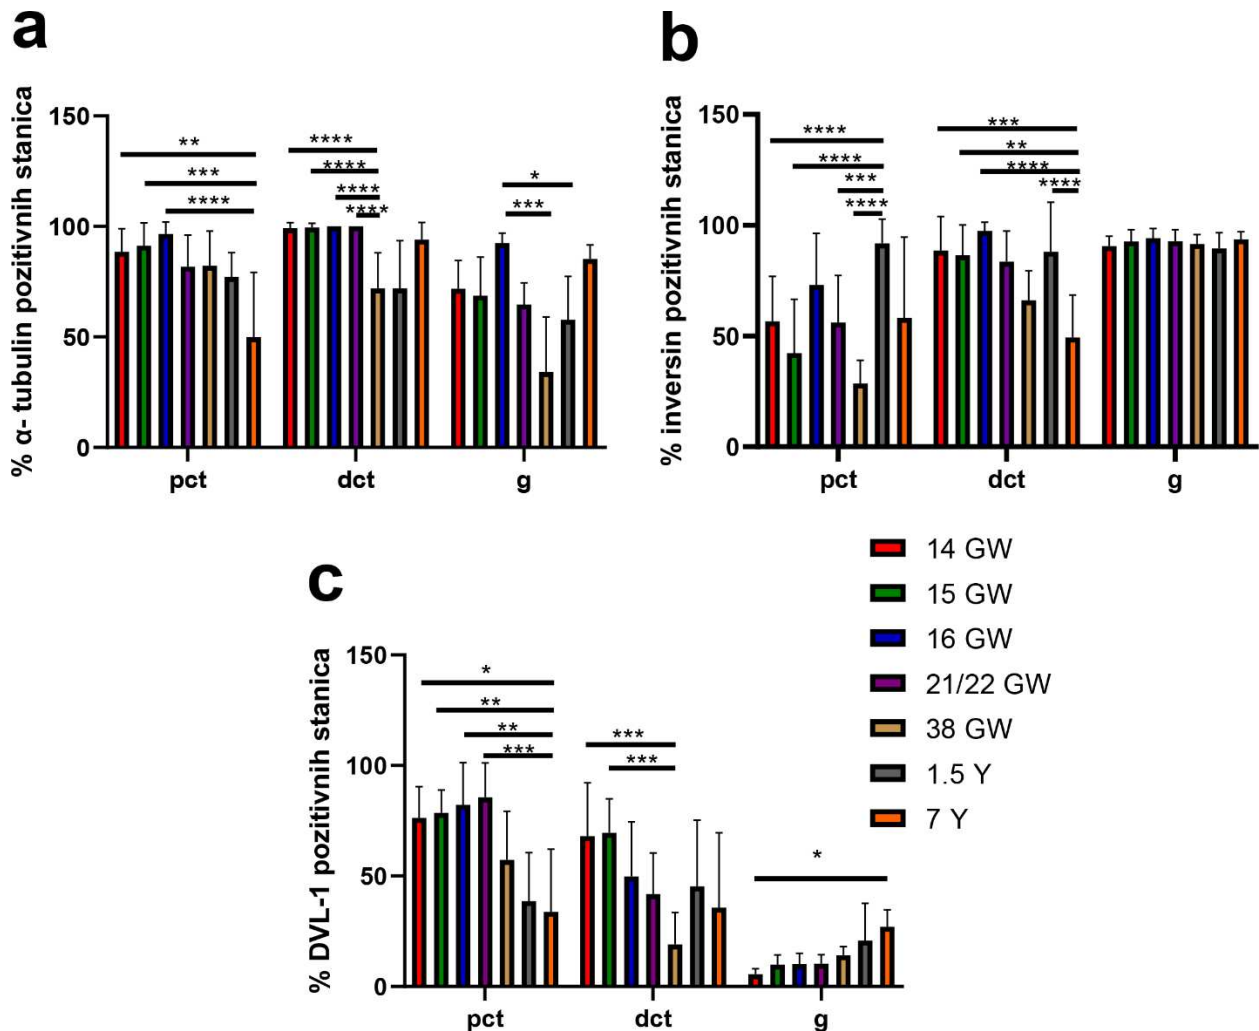 a
% α- tubulin pozitivnih stanica
150
100
50
0
**
***
****
****
****
****
****
*
***
pct
dct
g
b
% inversin pozitivnih stanica
150
100
50
0
****
****
***
****
***
**
****
****
pct
dct
g
c
% DVL-1 pozitivnih stanica
150
100
50
0
*
**
**
***
***
***
*
pct
dct
g
14 GW
15 GW
16 GW
21/22 GW
38 GW
1.5 Y
7 Y